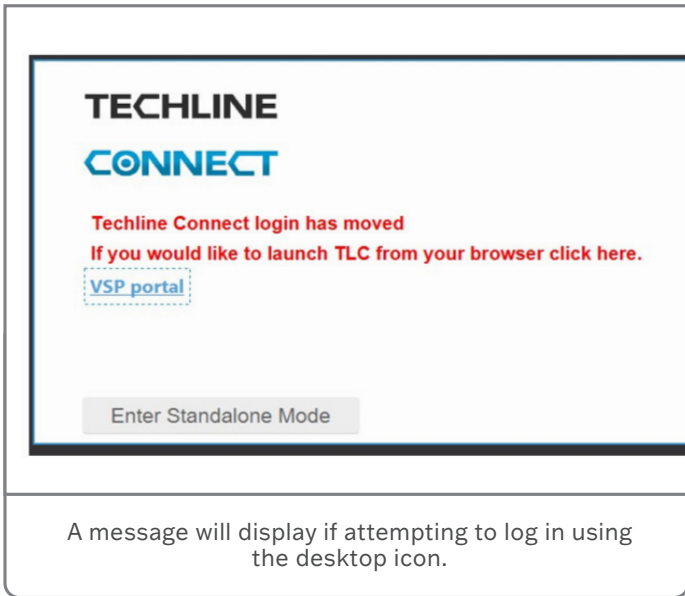 TECHLINE
CONNECT
Techline Connect login has moved
If you would like to launch TLC from your browser click here.
VSP portal
Enter Standalone Mode
A message will display if attempting to log in using
the desktop icon.